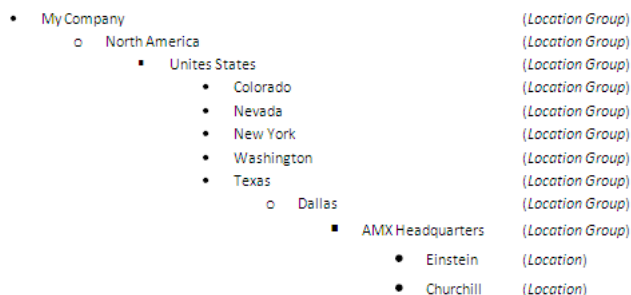 • My Company (Location Group)
o North America (Location Group)
▪ Unites States (Location Group)
• Colorado (Location Group)
• Nevada (Location Group)
• New York (Location Group)
• Washington (Location Group)
• Texas (Location Group)
o Dallas (Location Group)
▪ AMX Headquarters (Location Group)
• Einstein (Location)
• Churchill (Location)